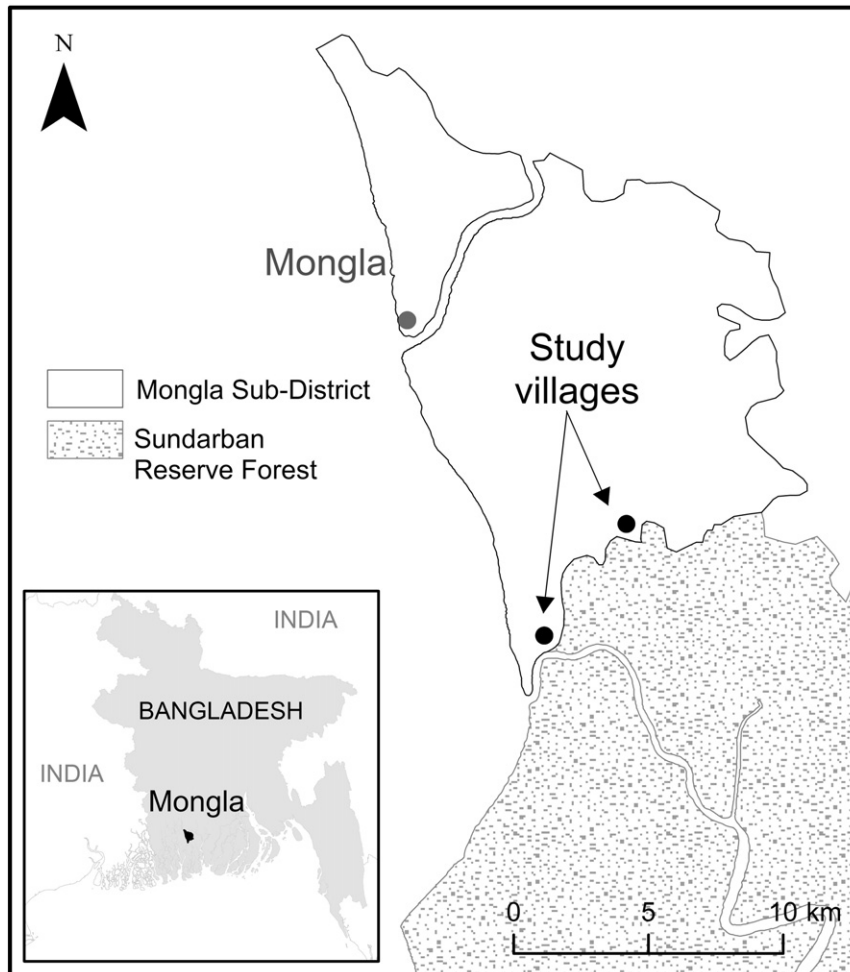 N
Mongla
Study
villages
Mongla Sub-District
Sundarban
Reserve Forest
INDIA
BANGLADESH
INDIA
Mongla
0 5 10 km